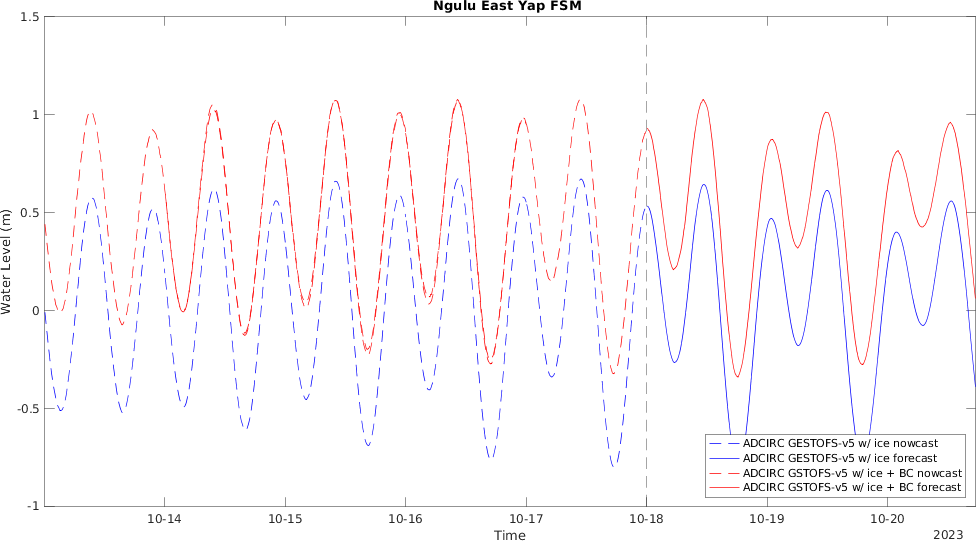 Ngulu East Yap FSM
1.5
1
0.5
0
-0.5
-1
Water Level (m)
ADCIRC GESTOFS-v5 w/ ice nowcast
ADCIRC GESTOFS-v5 w/ ice forecast
ADCIRC GSTOFS-v5 w/ ice + BC nowcast
ADCIRC GSTOFS-v5 w/ ice + BC forecast
10-14 10-15 10-16 10-17 10-18 10-19 10-20
Time
2023